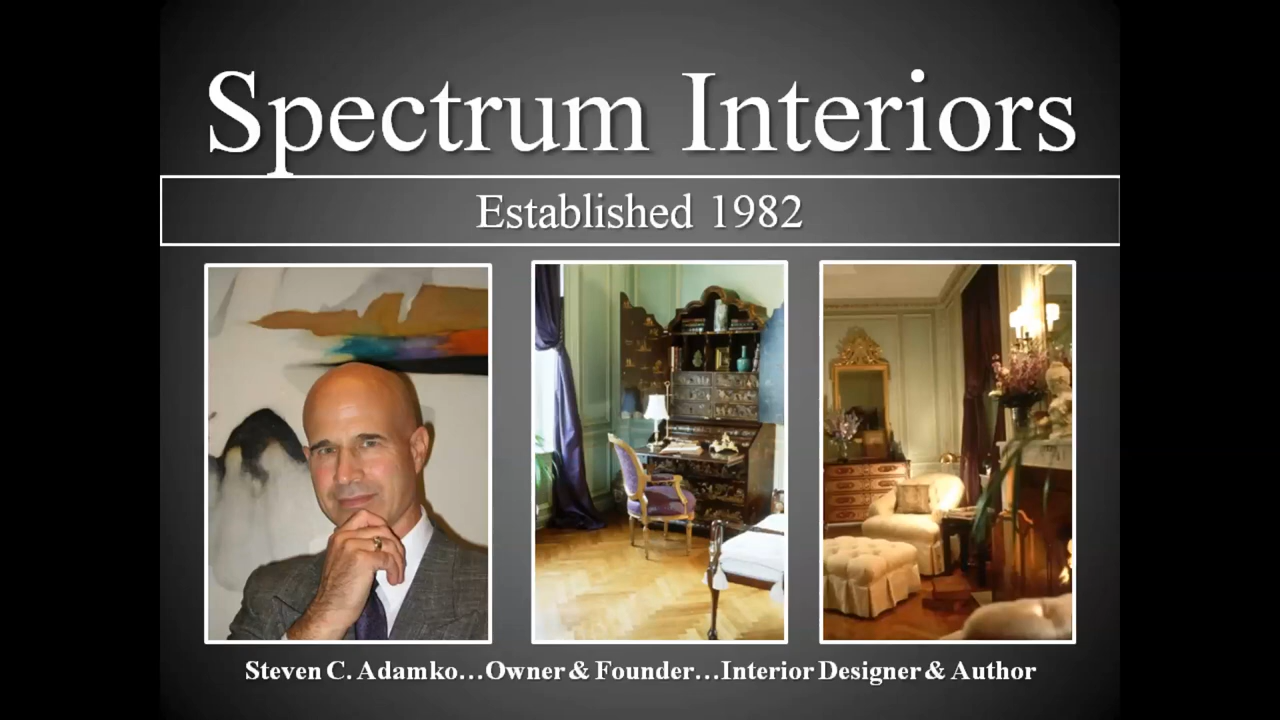 Spectrum Interiors
Established 1982
Steven C. Adamko…Owner & Founder…Interior Designer & Author